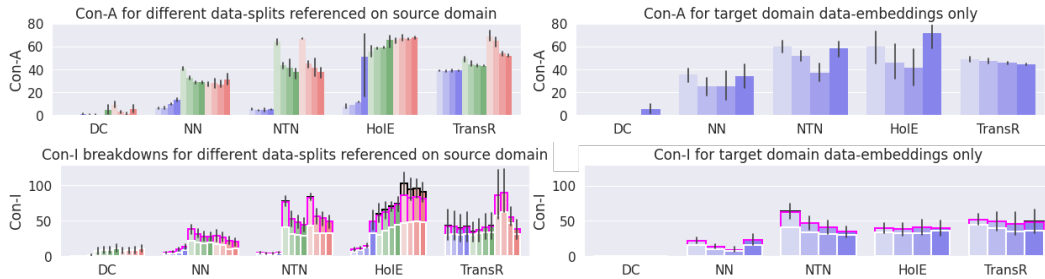 Con-A for different data-splits referenced on source domain
Con-A
80
60
40
20
0
DC NN NTN HolE TransR
Con-A for target domain data-embeddings only
Con-A
80
60
40
20
0
DC NN NTN HolE TransR
Con-I breakdowns for different data-splits referenced on source domain
Con-I
100
50
0
DC NN NTN HolE TransR
Con-I for target domain data-embeddings only
Con-I
100
50
0
DC NN NTN HolE TransR